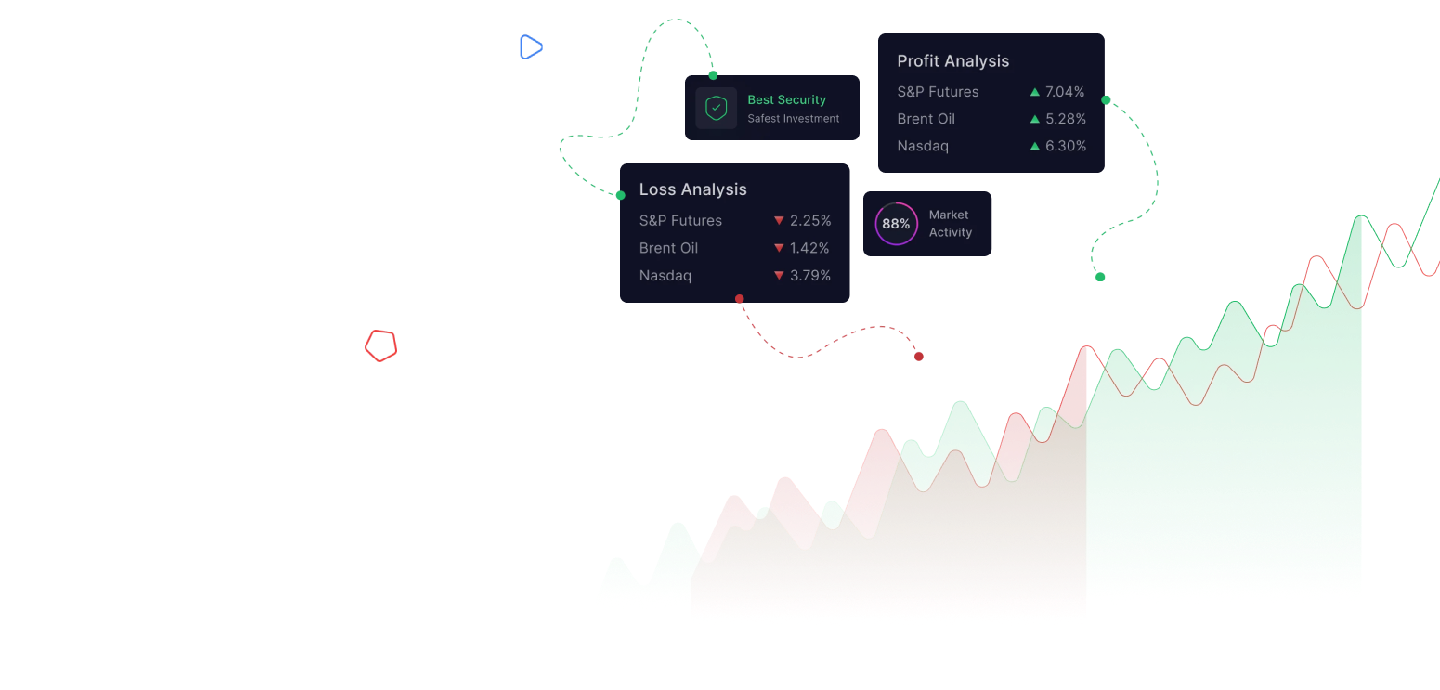 Best Security
Safest Investment
Profit Analysis
S&P Futures ▲ 7.04%
Brent Oil ▲ 5.28%
Nasdaq ▲ 6.30%
Loss Analysis
S&P Futures ▼ 2.25%
Brent Oil ▼ 1.42%
Nasdaq ▼ 3.79%
88%
Market
Activity